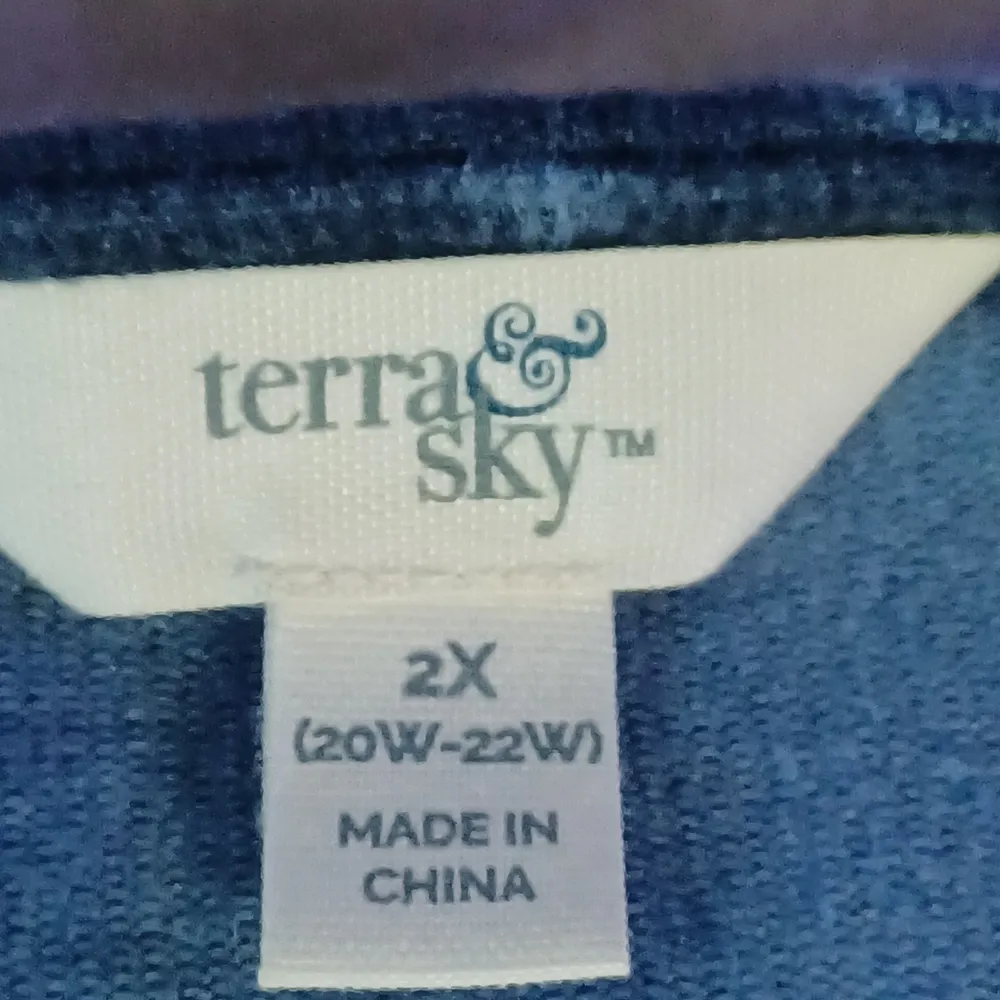 terra &
sky™
2X
(20W-22W)
MADE IN
CHINA